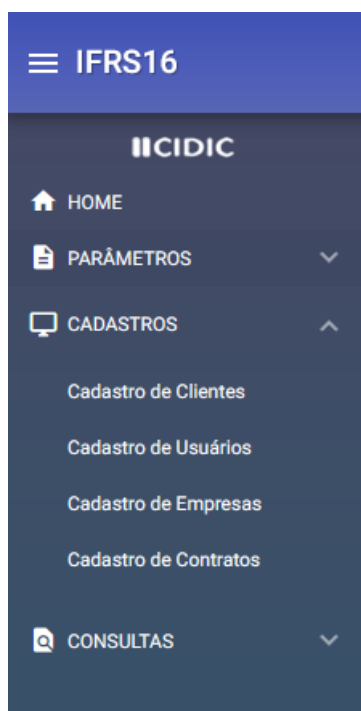 IFRS16
CIDIC
HOME
PARÂMETROS
CADASTROS
Cadastro de Clientes
Cadastro de Usuários
Cadastro de Empresas
Cadastro de Contratos
CONSULTAS